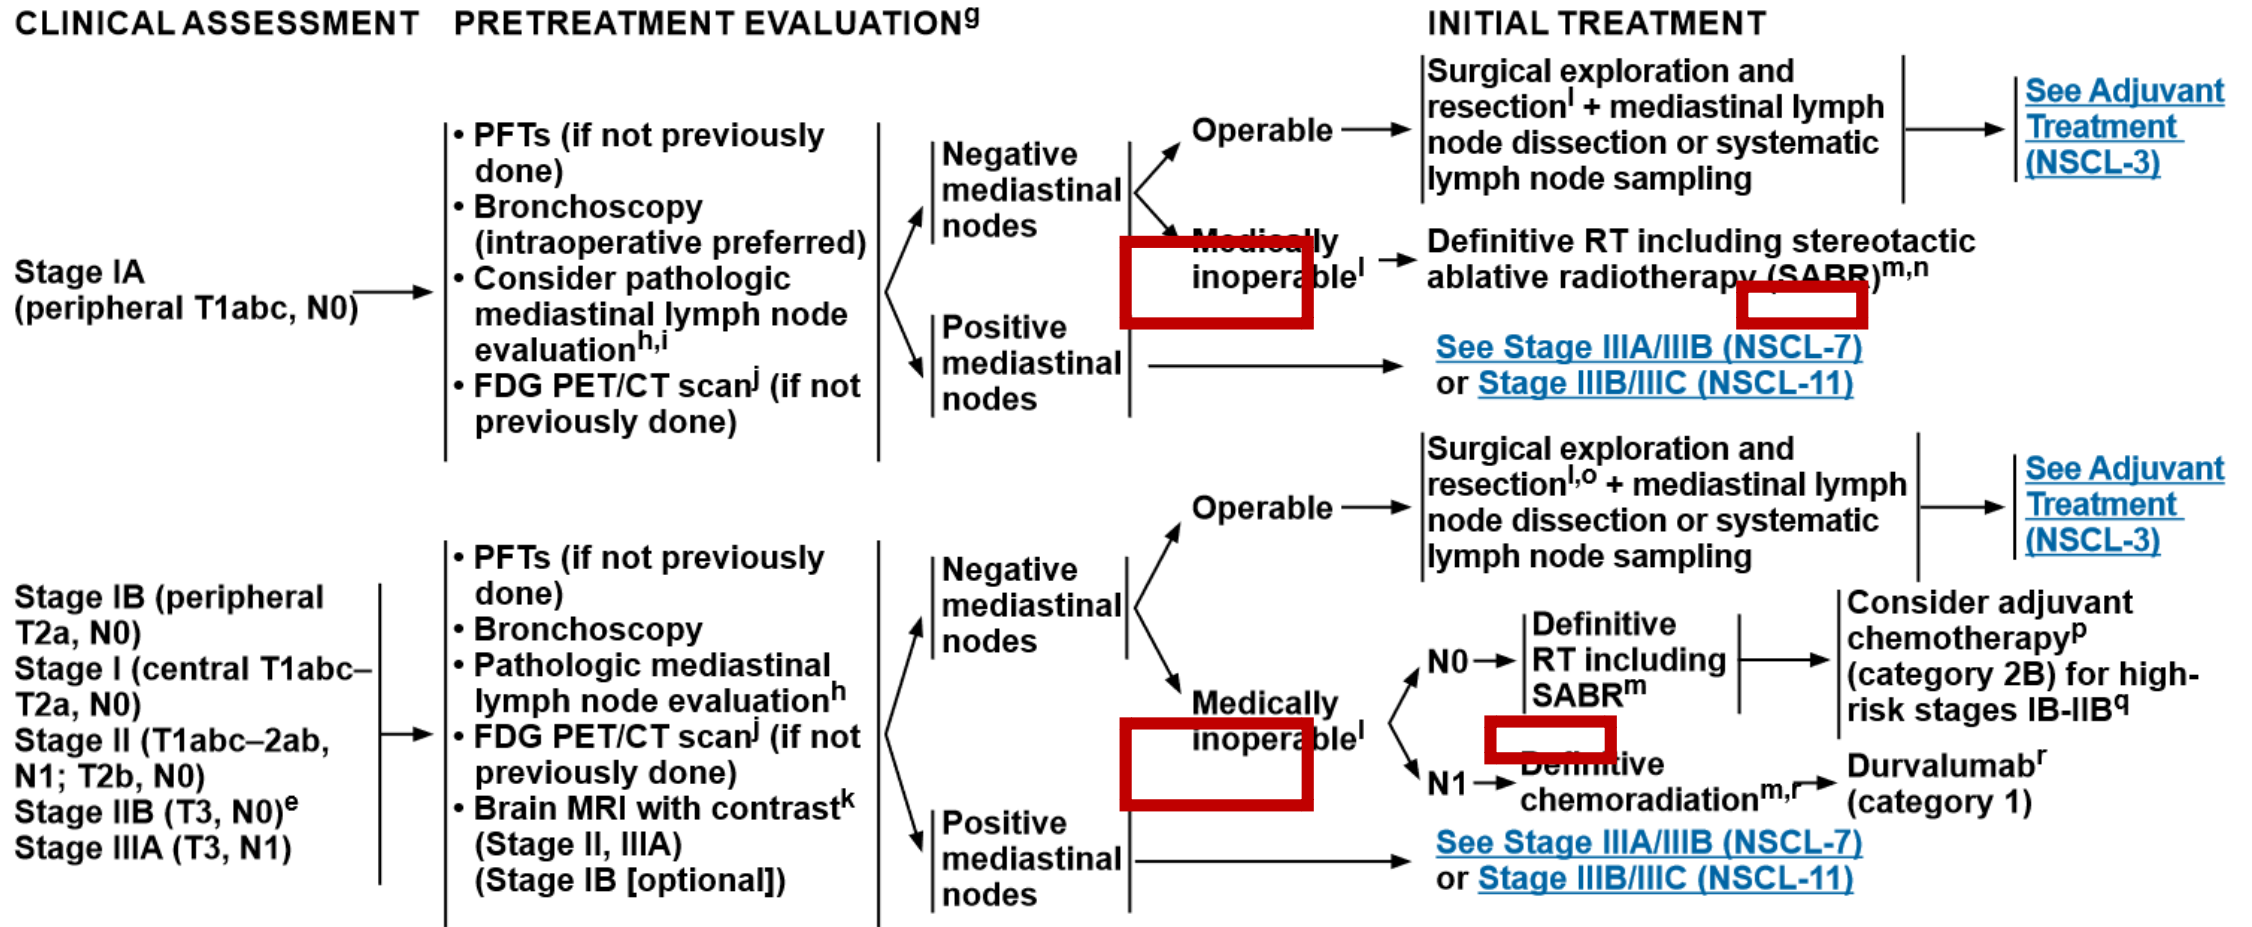 CLINICAL ASSESSMENT
PRETREATMENT EVALUATIONg
INITIAL TREATMENT
Stage IA
(peripheral T1abc, N0)
• PFTs (if not previously
done)
• Bronchoscopy
(intraoperative preferred)
• Consider pathologic
mediastinal lymph node
evaluationh,i
• FDG PET/CT scanj (if not
previously done)
Negative
mediastinal
nodes
Positive
mediastinal
nodes
Operable
Surgical exploration and
resectionl + mediastinal lymph
node dissection or systematic
lymph node sampling
See Adjuvant
Treatment
(NSCL-3)
Medically
inoperablel
Definitive RT including stereotactic
ablative radiotherapy (SABR)m,n
See Stage IIIA/IIIB (NSCL-7)
or Stage IIIB/IIIC (NSCL-11)
Stage IB (peripheral
T2a, N0)
Stage I (central T1abc–
T2a, N0)
Stage II (T1abc–2ab,
N1; T2b, N0)
Stage IIB (T3, N0)e
Stage IIIA (T3, N1)
• PFTs (if not previously
done)
• Bronchoscopy
• Pathologic mediastinal
lymph node evaluationh
• FDG PET/CT scanj (if not
previously done)
• Brain MRI with contrastk
(Stage II, IIIA)
(Stage IB [optional])
Negative
mediastinal
nodes
Positive
mediastinal
nodes
Operable
Surgical exploration and
resectionl,o + mediastinal lymph
node dissection or systematic
lymph node sampling
See Adjuvant
Treatment
(NSCL-3)
Medically
inoperablel
N0
Definitive
RT including
SABRm
Consider adjuvant
chemotherapyp
(category 2B) for high-
risk stages IB-IIBq
N1
Definitive
chemoradiationm,r
Durvalumabr
(category 1)
See Stage IIIA/IIIB (NSCL-7)
or Stage IIIB/IIIC (NSCL-11)